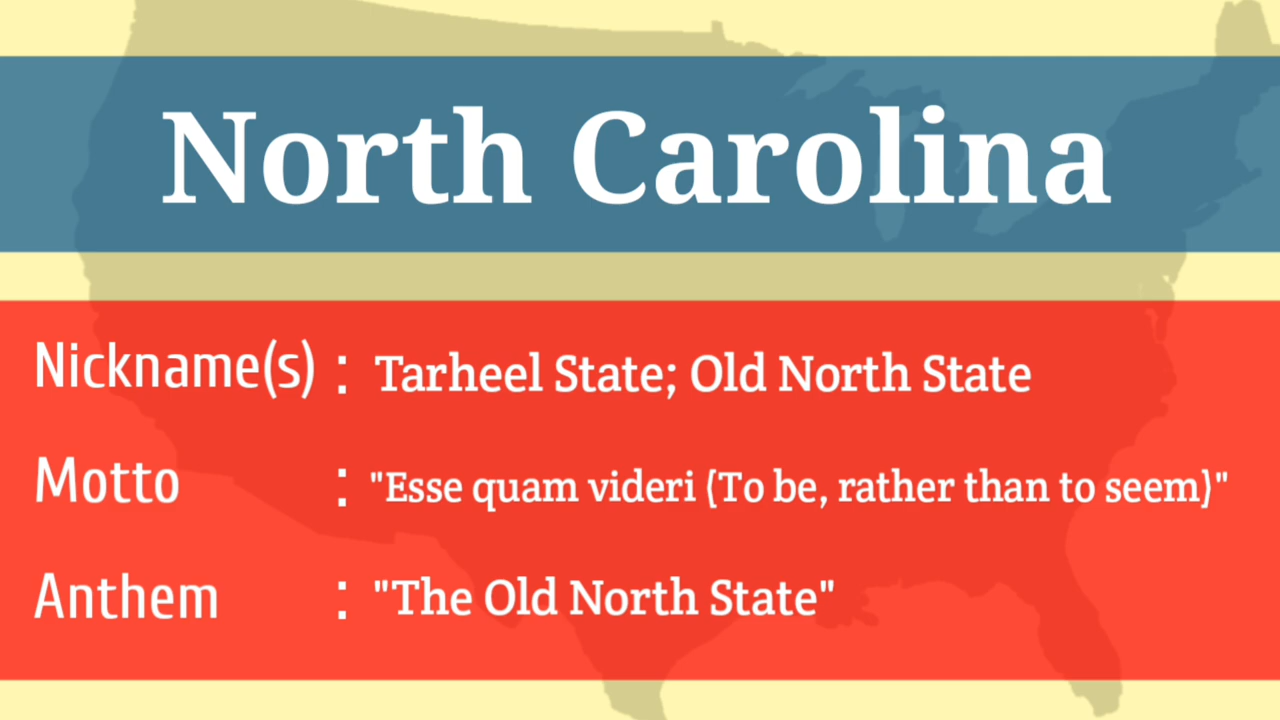 North Carolina
Nickname(s) : Tarheel State; Old North State
Motto : "Esse quam videri (To be, rather than to seem)"
Anthem : "The Old North State"